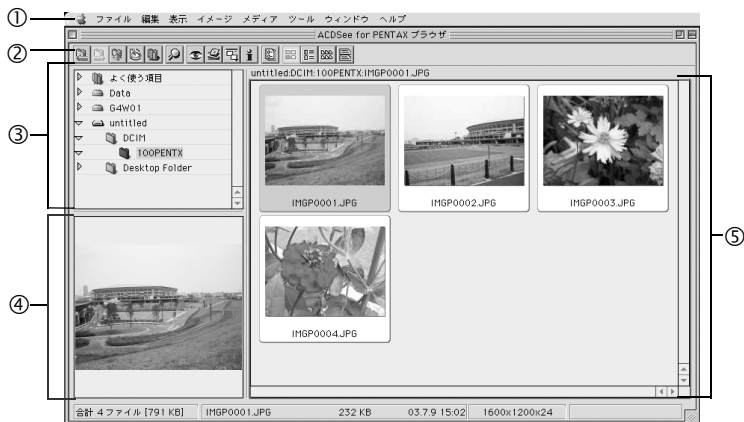 ①
ファイル 編集 表示 イメージ メディア ツール ウィンドウ ヘルプ
ACDSee for PENTAX ブラウザ
②
③
よく使う項目
Data
G4W01
untitled
DCIM
100PENTX
Desktop Folder
④
untitled:DCIM:100PENTX:IMGP0001.JPG
IMGP0001.JPG
IMGP0002.JPG
IMGP0003.JPG
IMGP0004.JPG
⑤
合計 4 ファイル [791 KB]
IMGP0001.JPG
232 KB
03.7.9 15:02
1600x1200x24